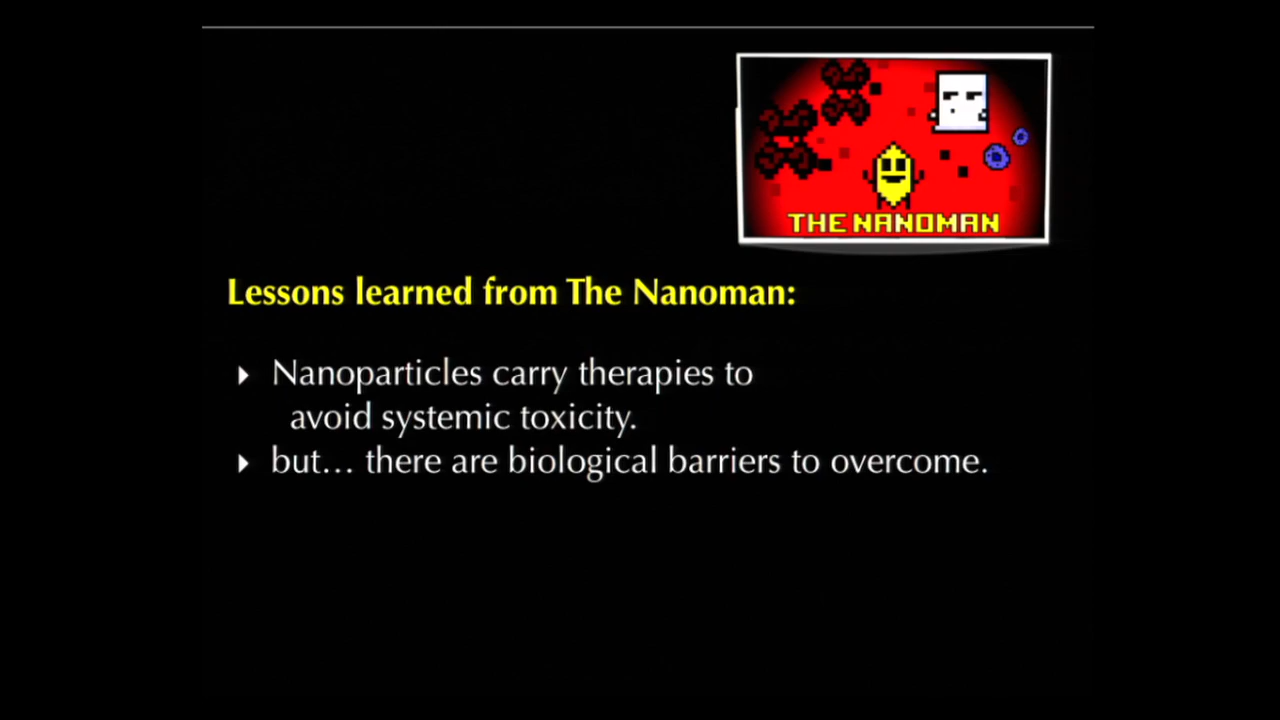 THE NANOMAN
Lessons learned from The Nanoman:
Nanoparticles carry therapies to
avoid systemic toxicity.
but... there are biological barriers to overcome.